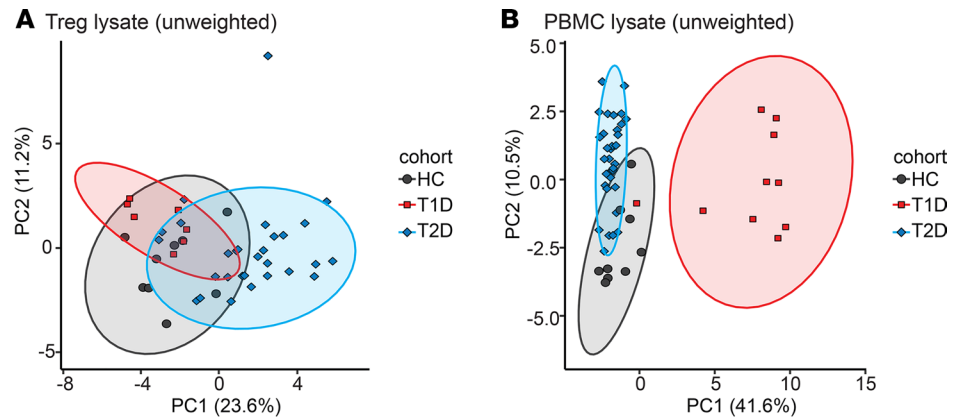 A Treg lysate (unweighted)
PC2 (11.2%)
5
0
-5
-8 -4 0 4
PC1 (23.6%)
cohort
HC
T1D
T2D
B PBMC lysate (unweighted)
PC2 (10.5%)
5.0
2.5
0.0
-2.5
-5.0
0 5 10 15
PC1 (41.6%)
cohort
HC
T1D
T2D